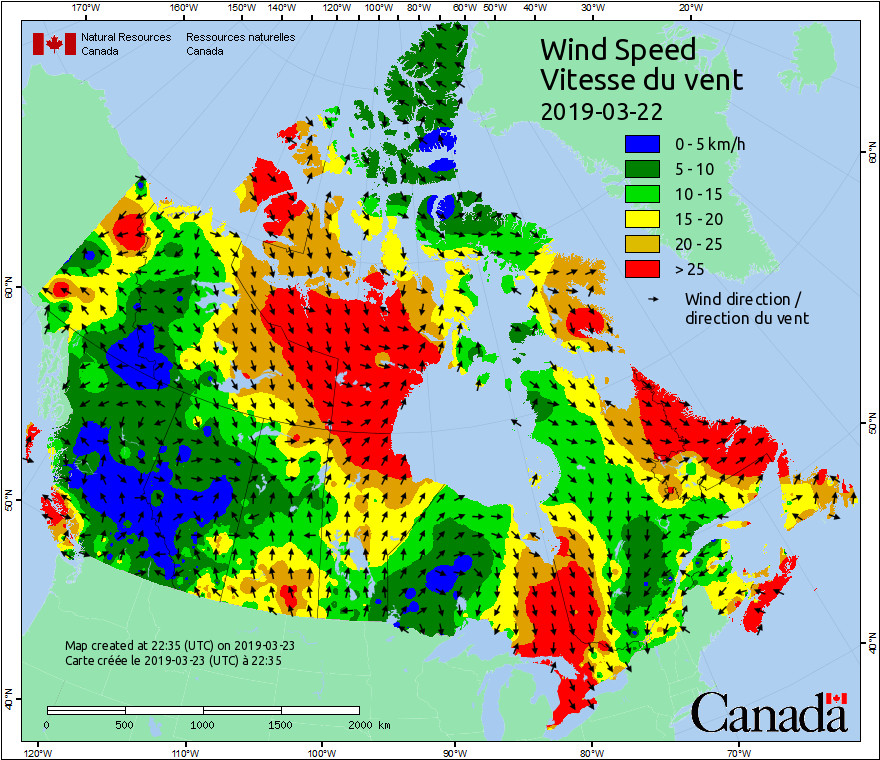 170°W 160°W 150°W 140°W 120°W 100°W 80°W 60°W 50°W 40°W 30°W 20°W
Natural Resources Ressources naturelles
Canada Canada
Wind Speed
Vitesse du vent
2019-03-22
0 - 5 km/h
5 - 10
10 - 15
15 - 20
20 - 25
> 25
Wind direction /
direction du vent
60°N
60°N
50°N
50°N
40°N
40°N
Map created at 22:35 (UTC) on 2019-03-23
Carte créée le 2019-03-23 (UTC) à 22:35
0 500 1000 1500 2000 km
Canada
120°W 110°W 100°W 90°W 80°W 70°W